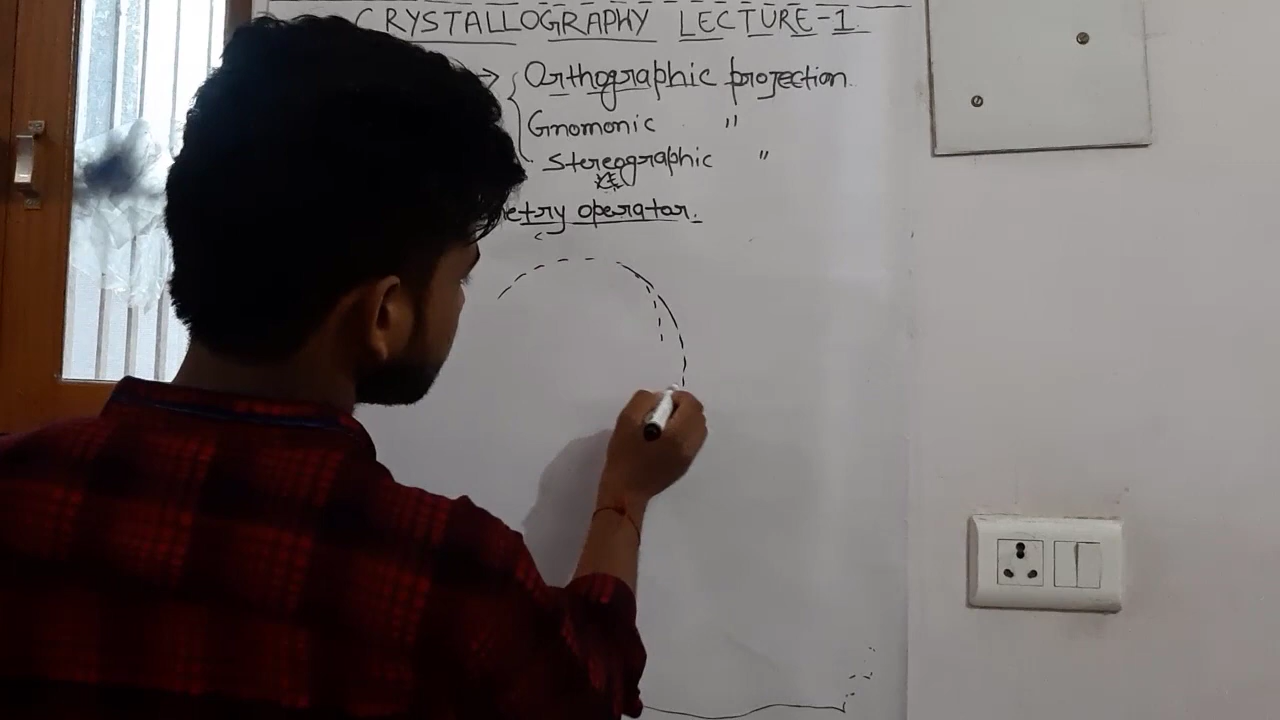 CRYSTALLOGRAPHY LECTURE-1.
→ { Orthographic projection.
Gnomonic "
Stereographic "
etry operator.